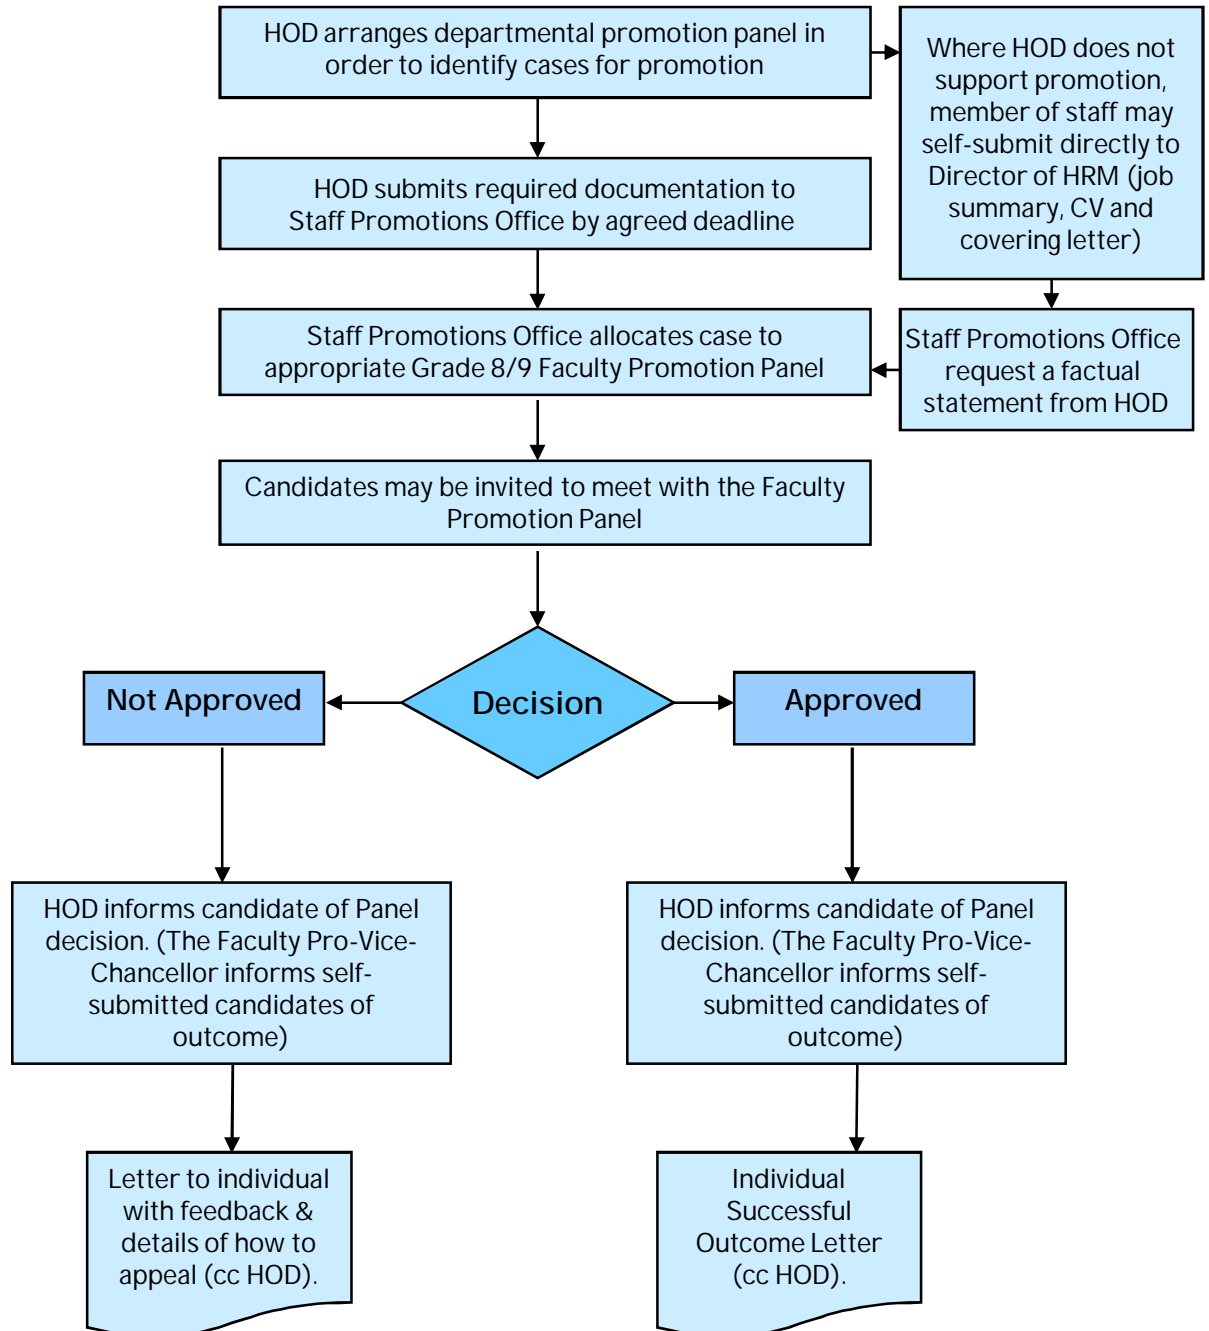 HOD arranges departmental promotion panel in
order to identify cases for promotion
Where HOD does not
support promotion,
member of staff may
self-submit directly to
Director of HRM (job
summary, CV and
covering letter)
HOD submits required documentation to
Staff Promotions Office by agreed deadline
Staff Promotions Office allocates case to
appropriate Grade 8/9 Faculty Promotion Panel
Staff Promotions Office
request a factual
statement from HOD
Candidates may be invited to meet with the Faculty
Promotion Panel
Not Approved
Decision
Approved
HOD informs candidate of Panel
decision. (The Faculty Pro-Vice-
Chancellor informs self-
submitted candidates of
outcome)
HOD informs candidate of Panel
decision. (The Faculty Pro-Vice-
Chancellor informs self-
submitted candidates of
outcome)
Letter to individual
with feedback &
details of how to
appeal (cc HOD).
Individual
Successful
Outcome Letter
(cc HOD).